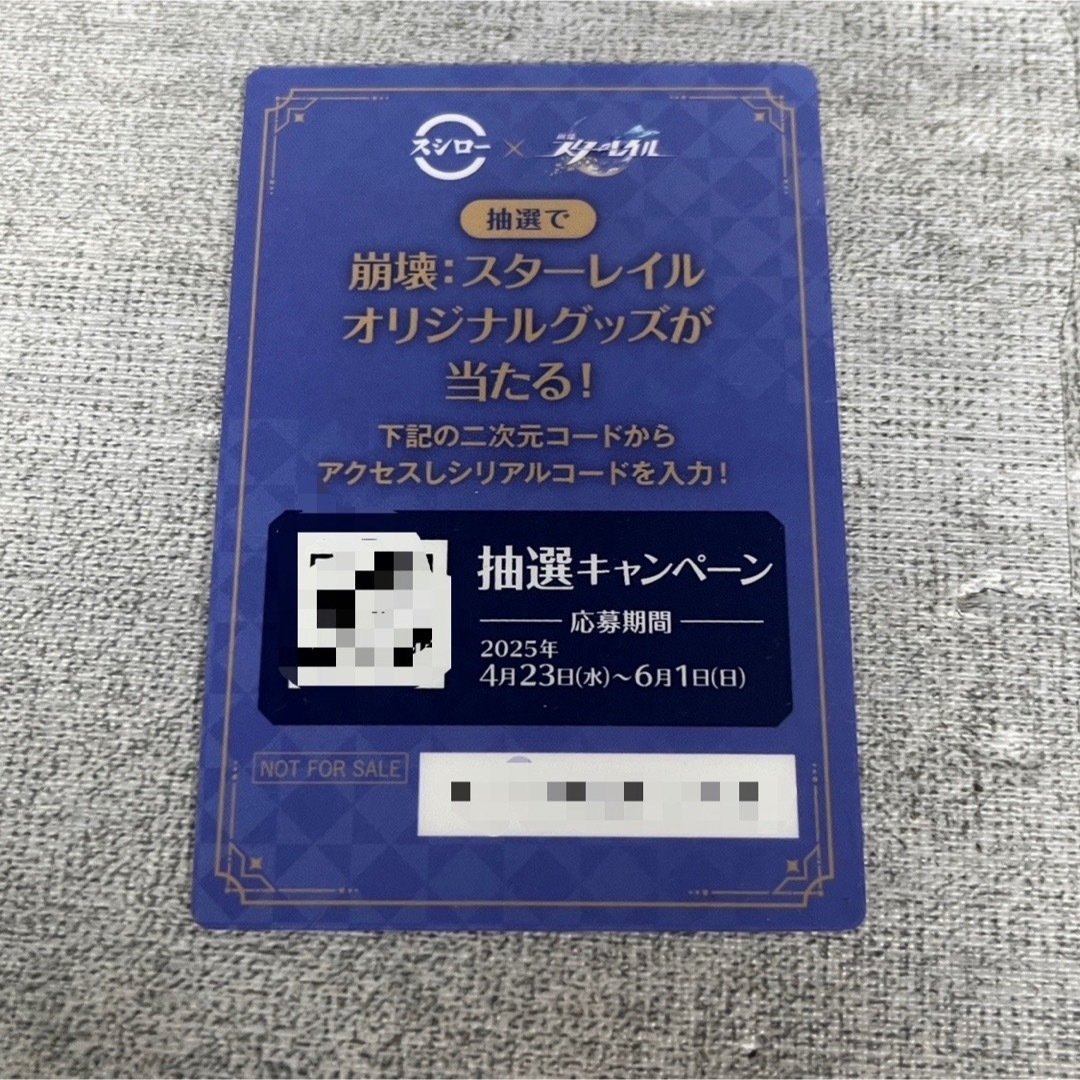 スシロー × 崩壊 スターレイル
抽選で
崩壊：スターレイル
オリジナルグッズが
当たる！
下記の二次元コードから
アクセスしシリアルコードを入力！
抽選キャンペーン
応募期間
2025年
4月23日(水)～6月1日(日)
NOT FOR SALE